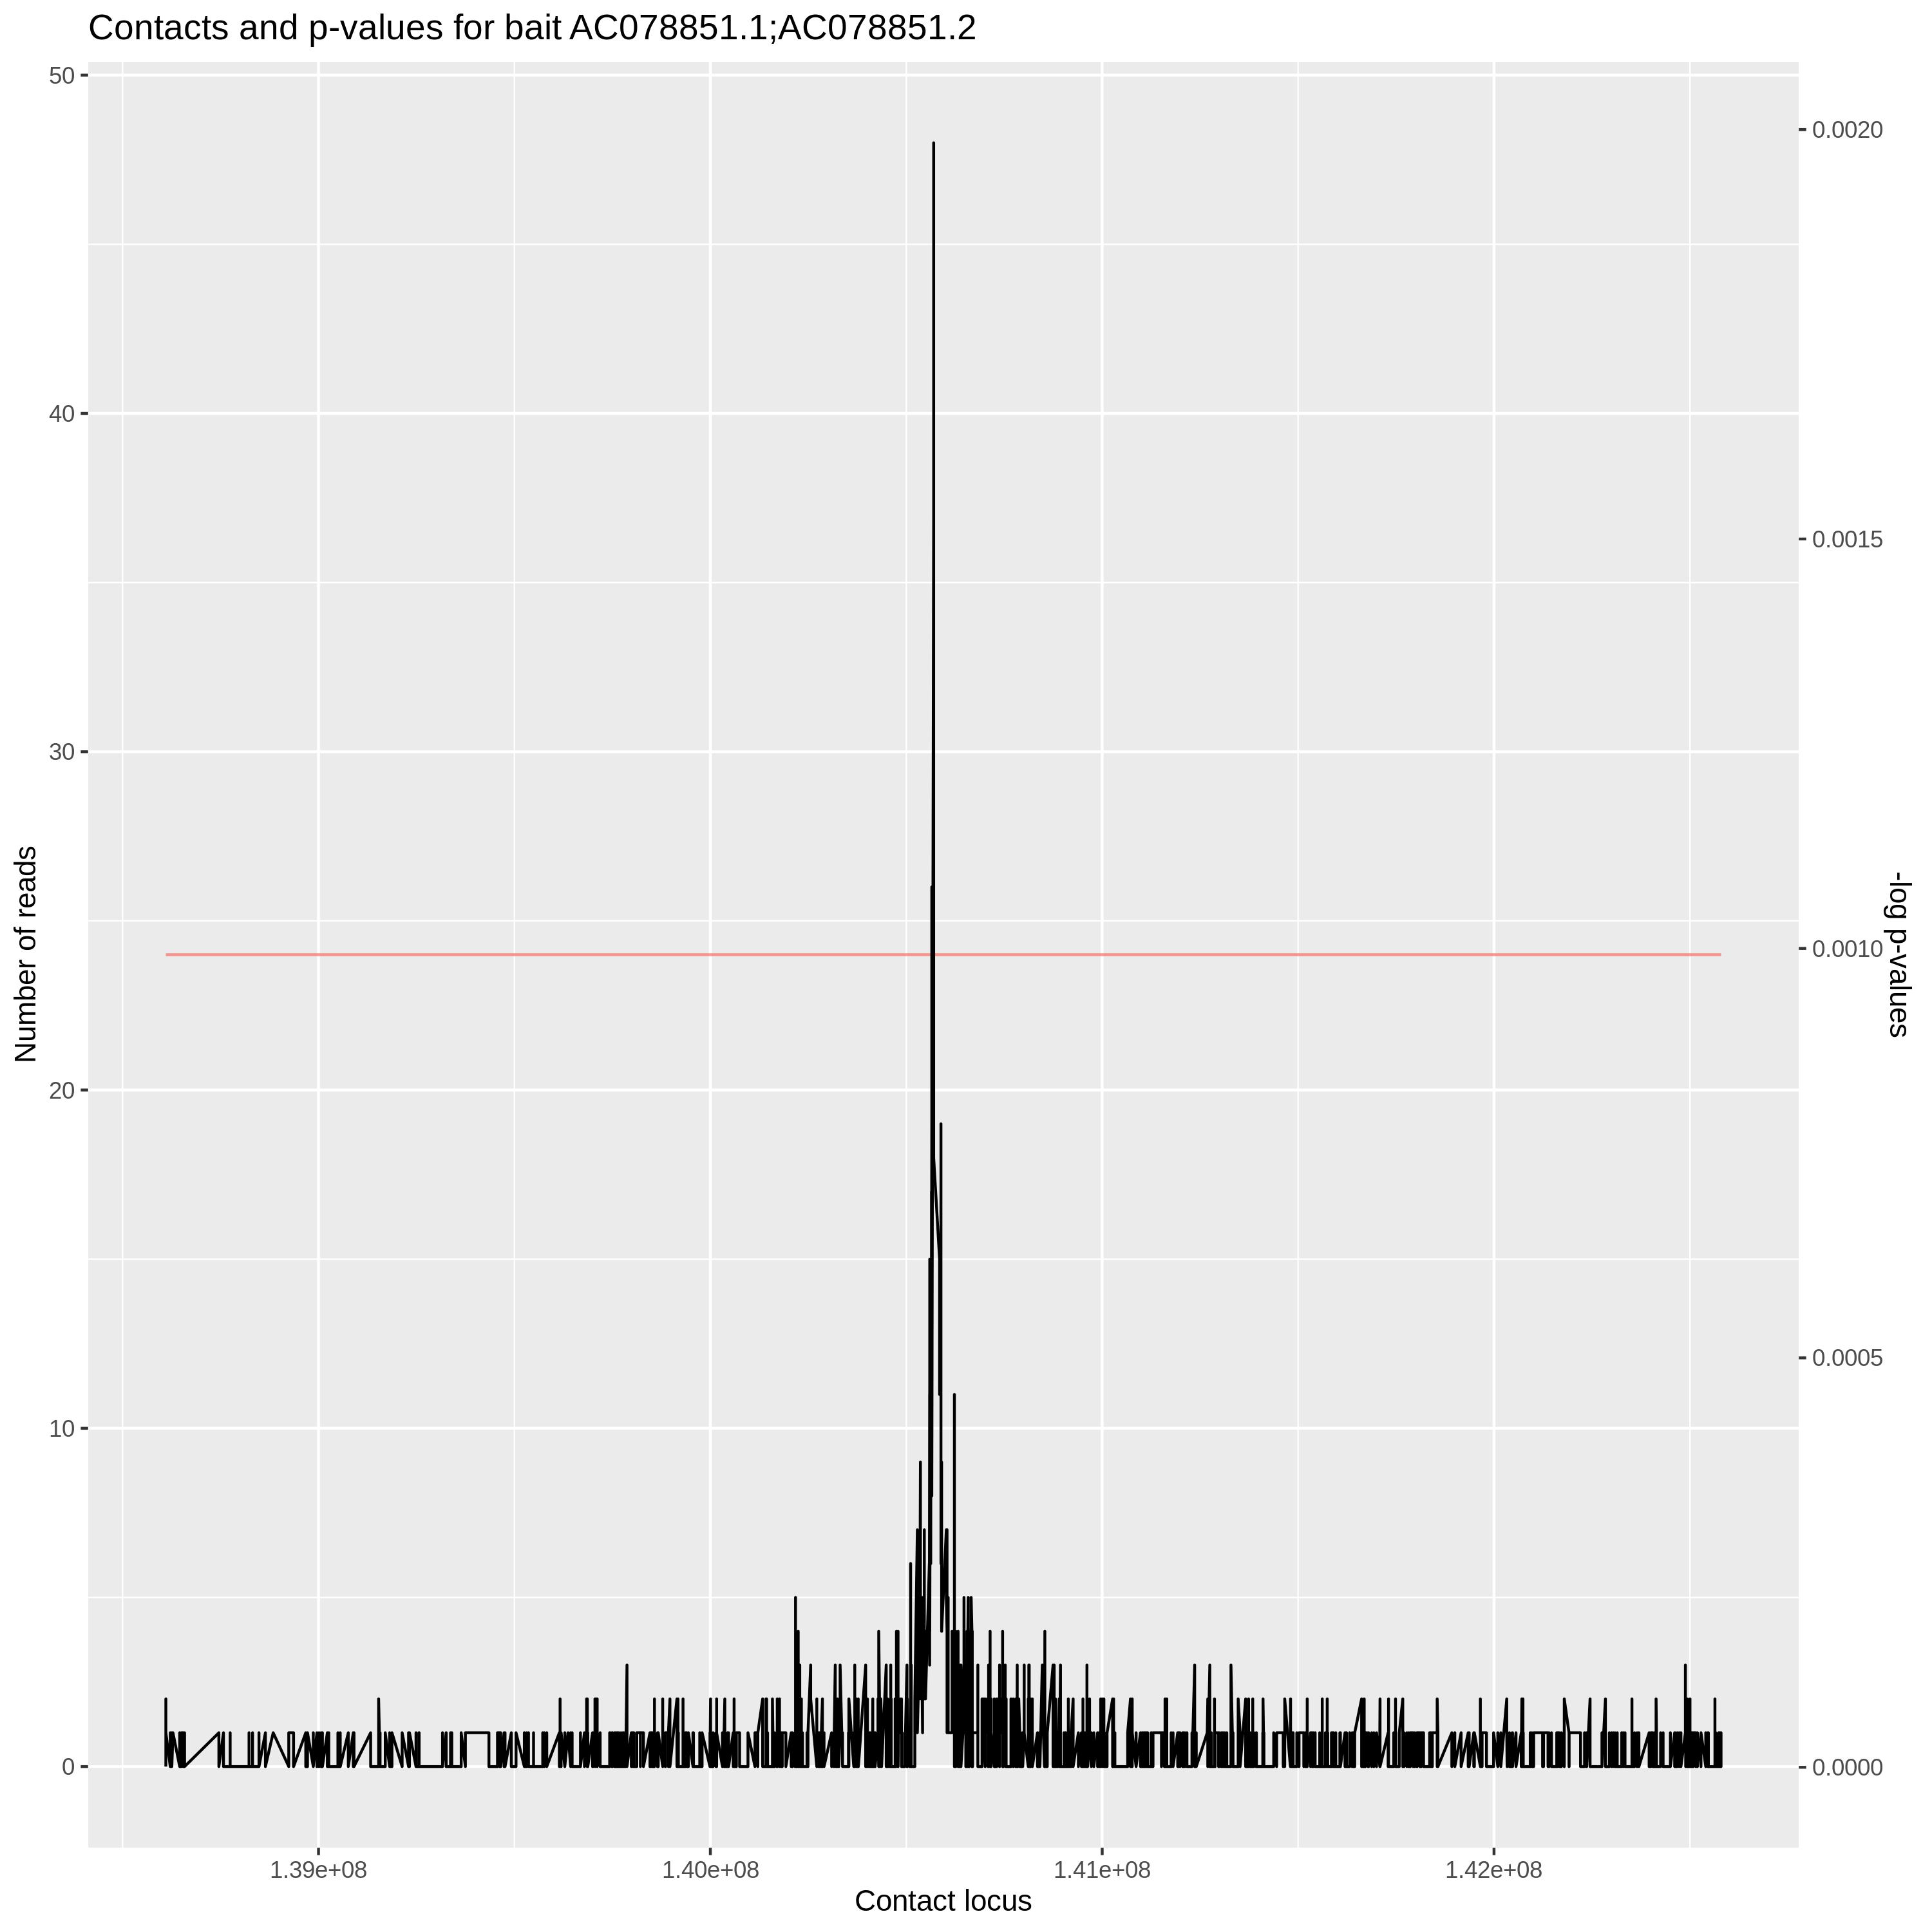 Contacts and p-values for bait AC078851.1;AC078851.2
50
40
30
20
10
0
Number of reads
0.0020
0.0015
0.0010
0.0005
0.0000
-log p-values
1.39e+08
1.40e+08
1.41e+08
1.42e+08
Contact locus